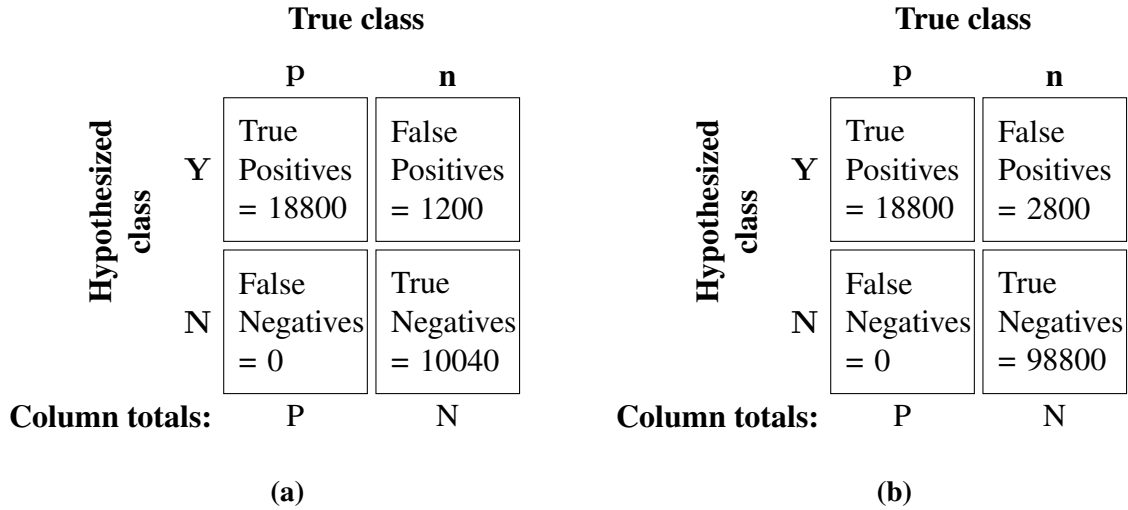 True class
p n
Hypothesized
class
Y
True
Positives
= 18800
False
Positives
= 1200
N
False
Negatives
= 0
True
Negatives
= 10040
Column totals: P N
(a)
True class
p n
Hypothesized
class
Y
True
Positives
= 18800
False
Positives
= 2800
N
False
Negatives
= 0
True
Negatives
= 98800
Column totals: P N
(b)